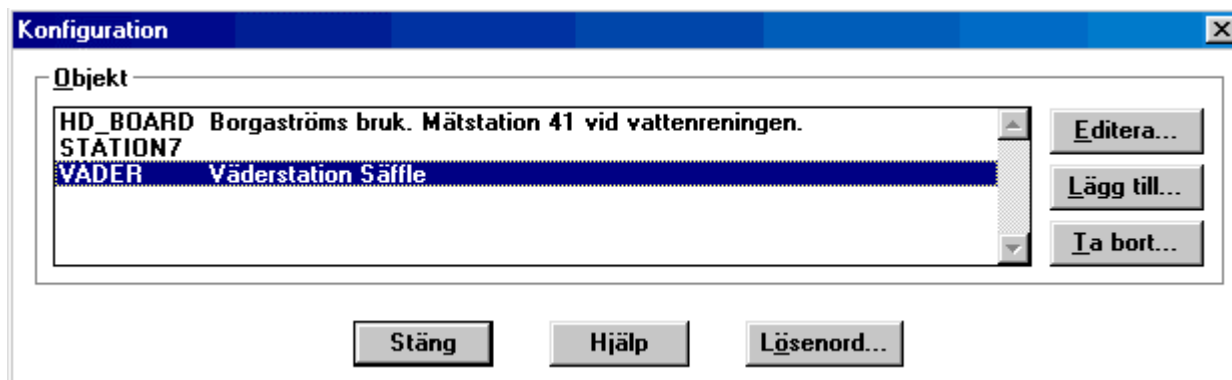 Konfiguration
Objekt
HD_BOARD Borgaströms bruk. Mätstation 41 vid vattenreningen.
STATION7
VADER Väderstation Säffle
Editera...
Lägg till...
Ta bort...
Stäng Hjälp Lösenord...